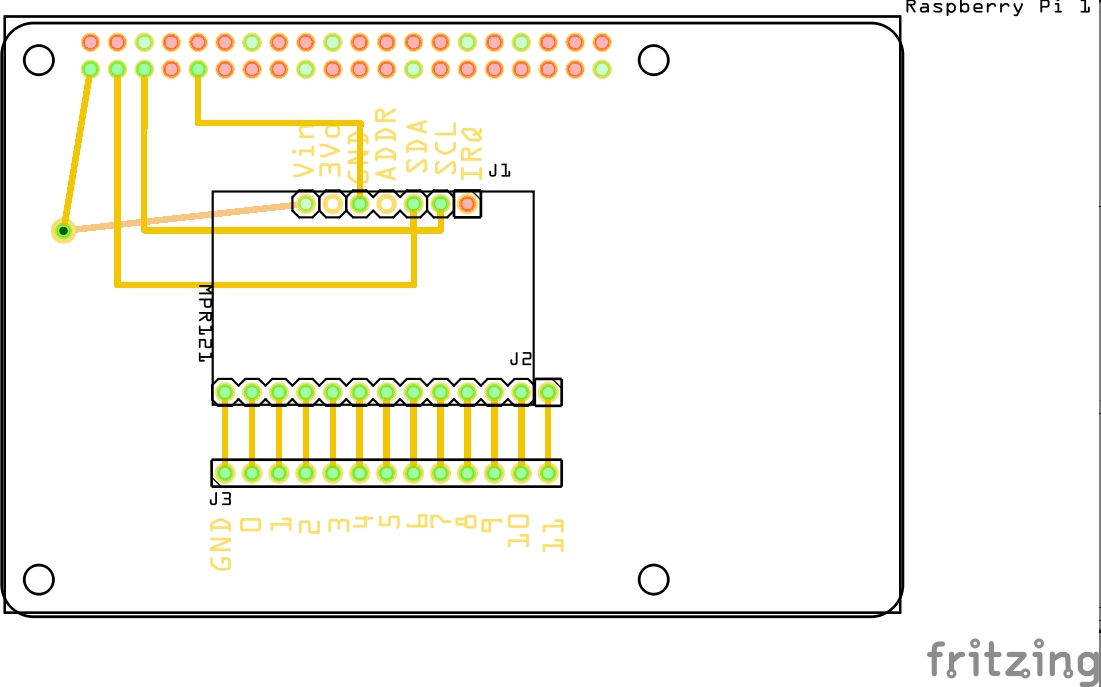 Raspberry Pi 1
Vin
3Vo
GND
ADDR
SDA
SCL
IRQ
J1
MPR121
J2
J3
GND
0
1
2
3
4
5
6
7
8
9
10
11
fritzing